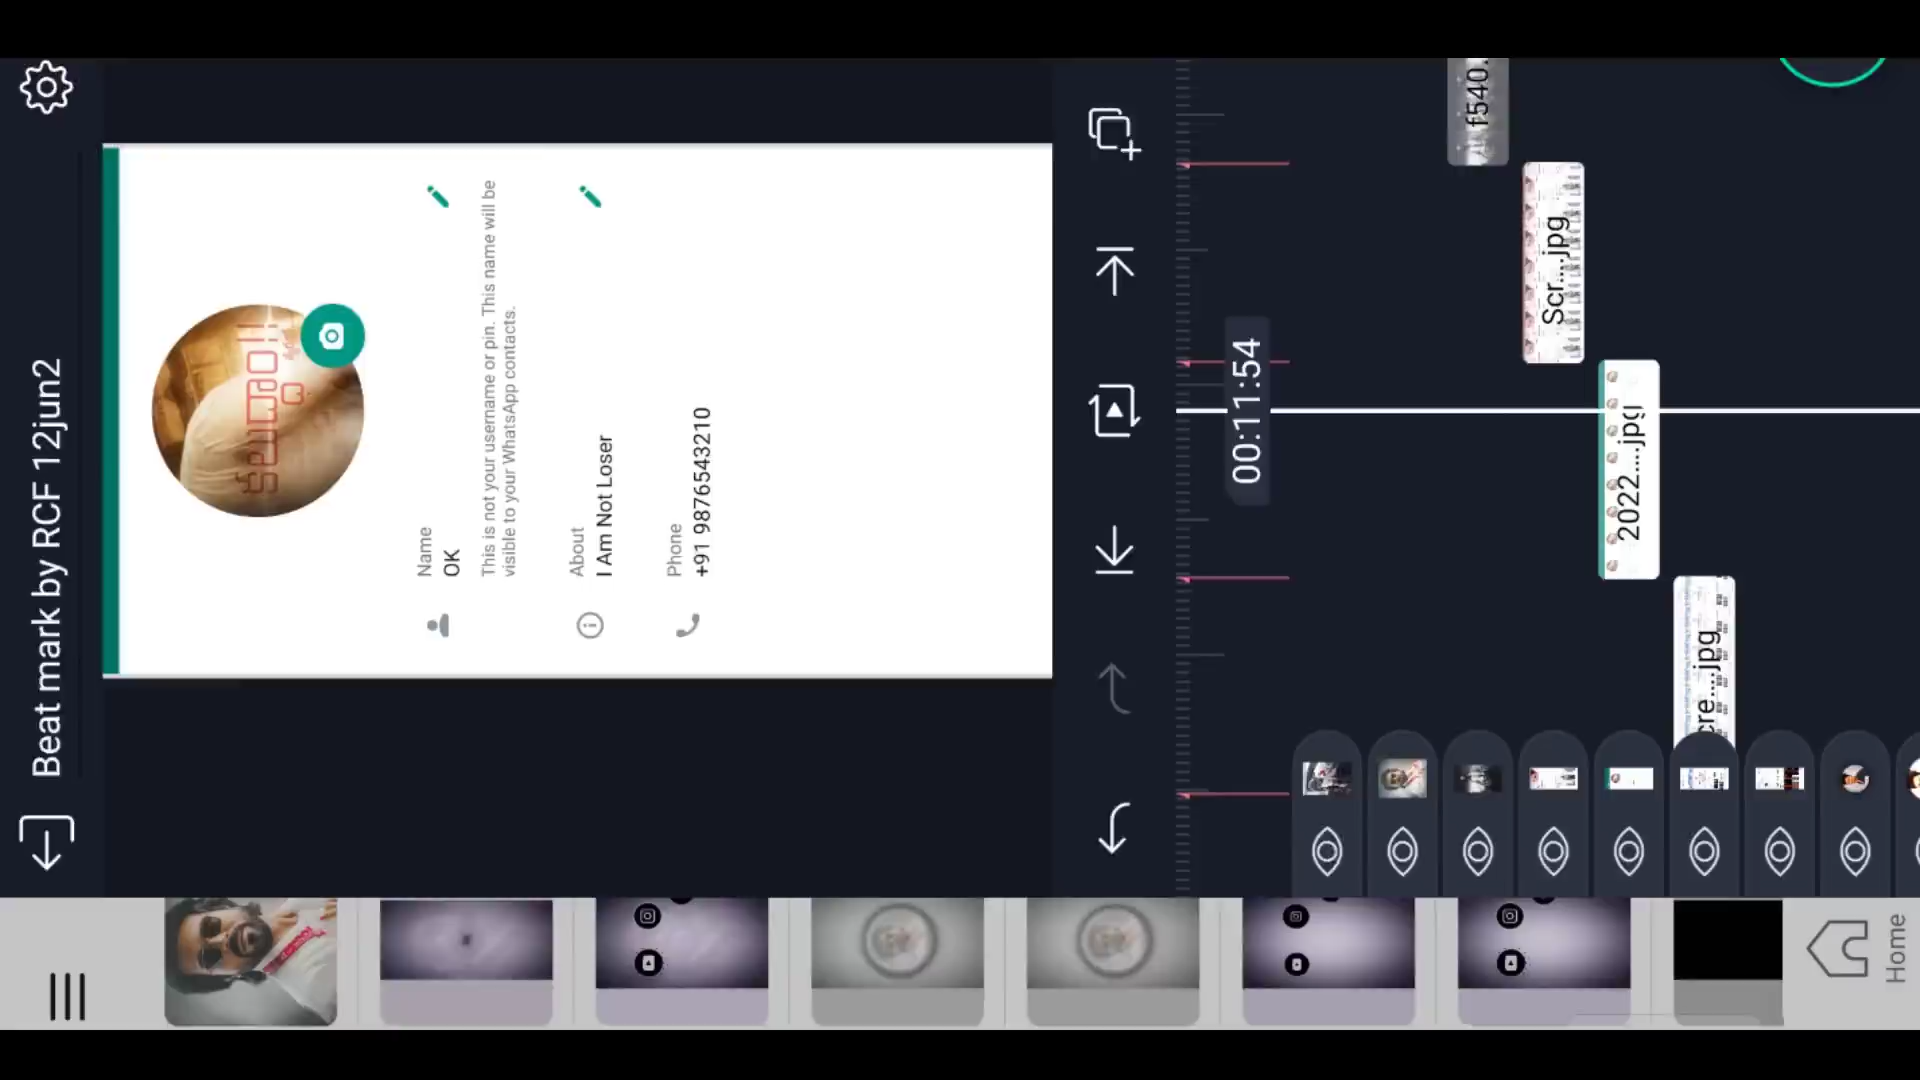 Beat mark by RCF 12jun2
Name
OK
This is not your username or pin. This name will be
visible to your WhatsApp contacts.
About
I Am Not Loser
Phone
+91 9876543210
00:11:54
f540.
Scr....jpg
2022....jpg
cre....jpg
Home